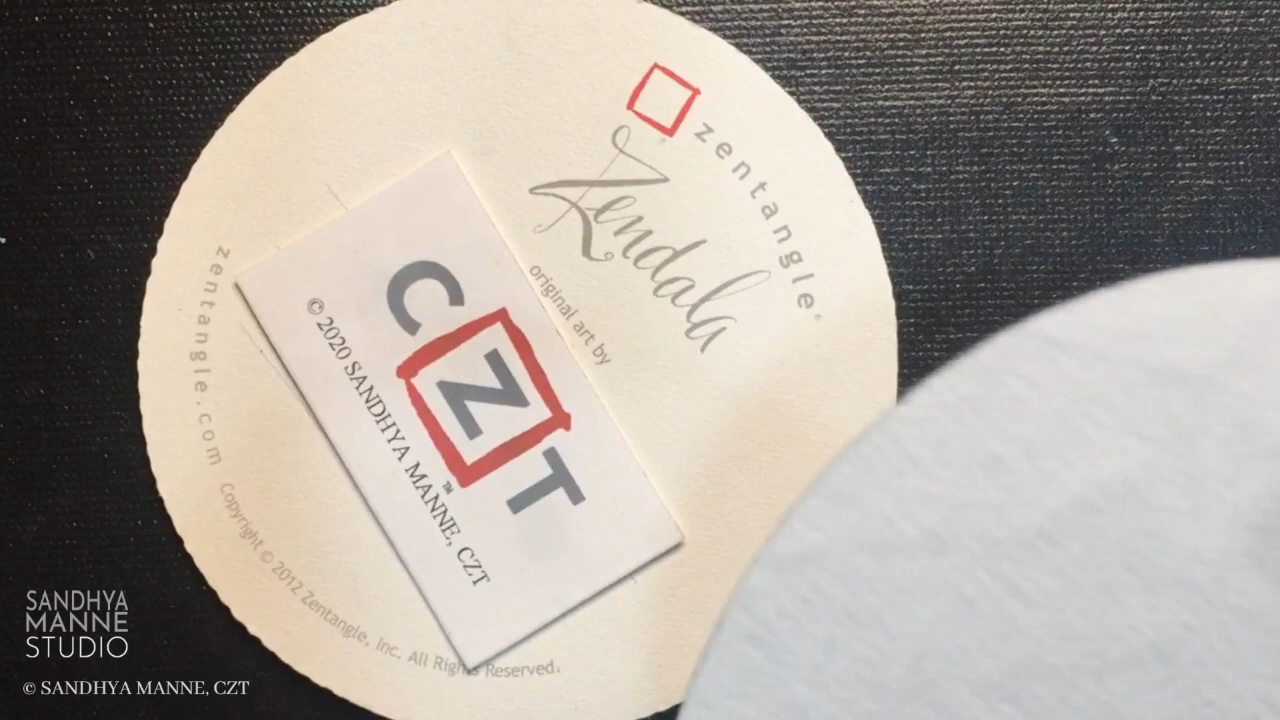 zentangle®
Zendala
original art by
CZT™
© 2020 SANDHYA MANNE, CZT
zentangle.com
Copyright © 2012 Zentangle, Inc. All Rights Reserved.
SANDHYA
MANNE
STUDIO
© SANDHYA MANNE, CZT